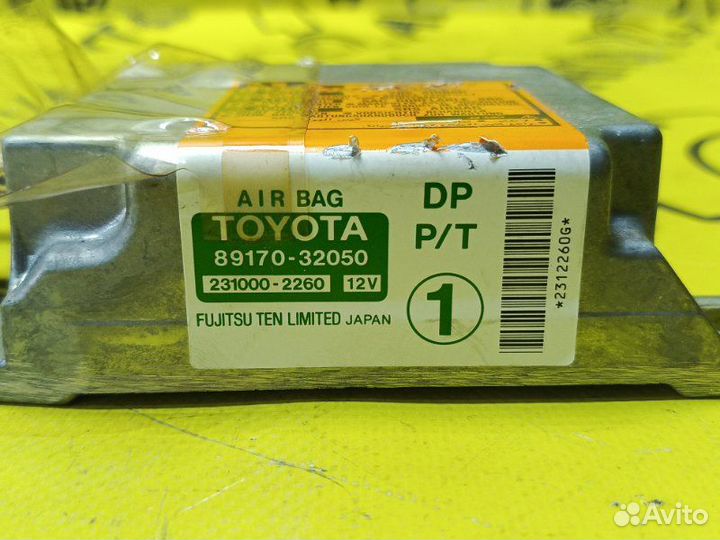 AIR BAG
TOYOTA
89170-32050
231000-2260 12V
FUJITSU TEN LIMITED JAPAN
DP
P/T
1
*2312260G*
Avito